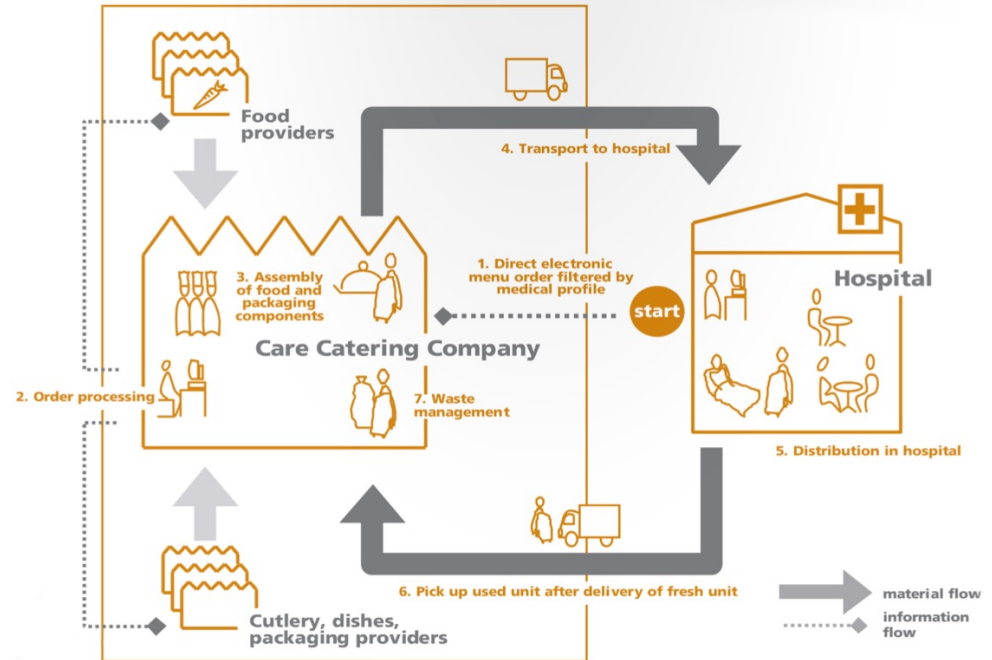 Food
providers
4. Transport to hospital
1. Direct electronic
menu order filtered by
medical profile
start
Hospital
3. Assembly
of food and
packaging
components
Care Catering Company
2. Order processing
7. Waste
management
5. Distribution in hospital
6. Pick up used unit after delivery of fresh unit
Cutlery, dishes,
packaging providers
material flow
information
flow